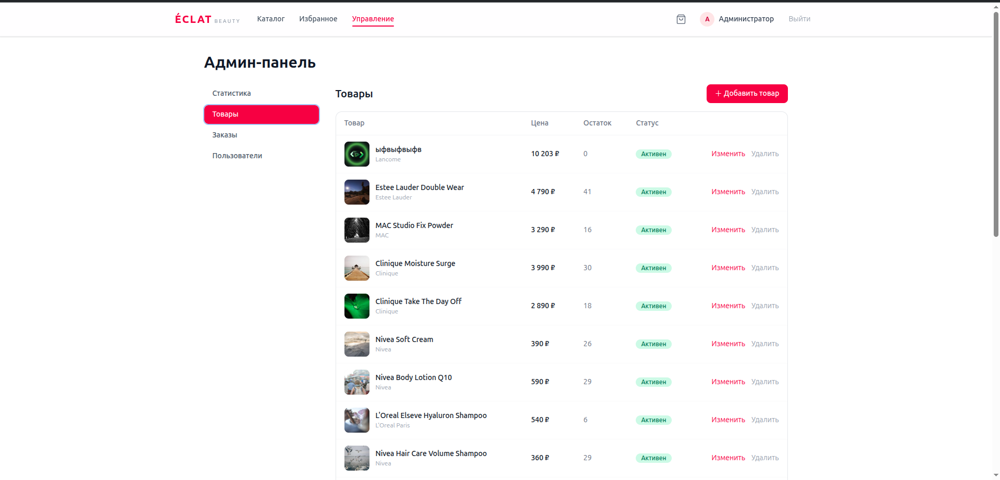 ÉCLAT BEAUTY Каталог Избранное Управление А Администратор Выйти
Админ-панель
Статистика
Товары
Заказы
Пользователи
Товары + Добавить товар
Товар Цена Остаток Статус
ыфвыфвыфв
Lancome
10 203 ₽ 0 Активен Изменить Удалить
Estee Lauder Double Wear
Estee Lauder
4 790 ₽ 41 Активен Изменить Удалить
MAC Studio Fix Powder
MAC
3 290 ₽ 16 Активен Изменить Удалить
Clinique Moisture Surge
Clinique
3 990 ₽ 30 Активен Изменить Удалить
Clinique Take The Day Off
Clinique
2 890 ₽ 18 Активен Изменить Удалить
Nivea Soft Cream
Nivea
390 ₽ 26 Активен Изменить Удалить
Nivea Body Lotion Q10
Nivea
590 ₽ 29 Активен Изменить Удалить
L'Oreal Elseve Hyaluron Shampoo
L'Oreal Paris
540 ₽ 6 Активен Изменить Удалить
Nivea Hair Care Volume Shampoo
Nivea
360 ₽ 29 Активен Изменить Удалить